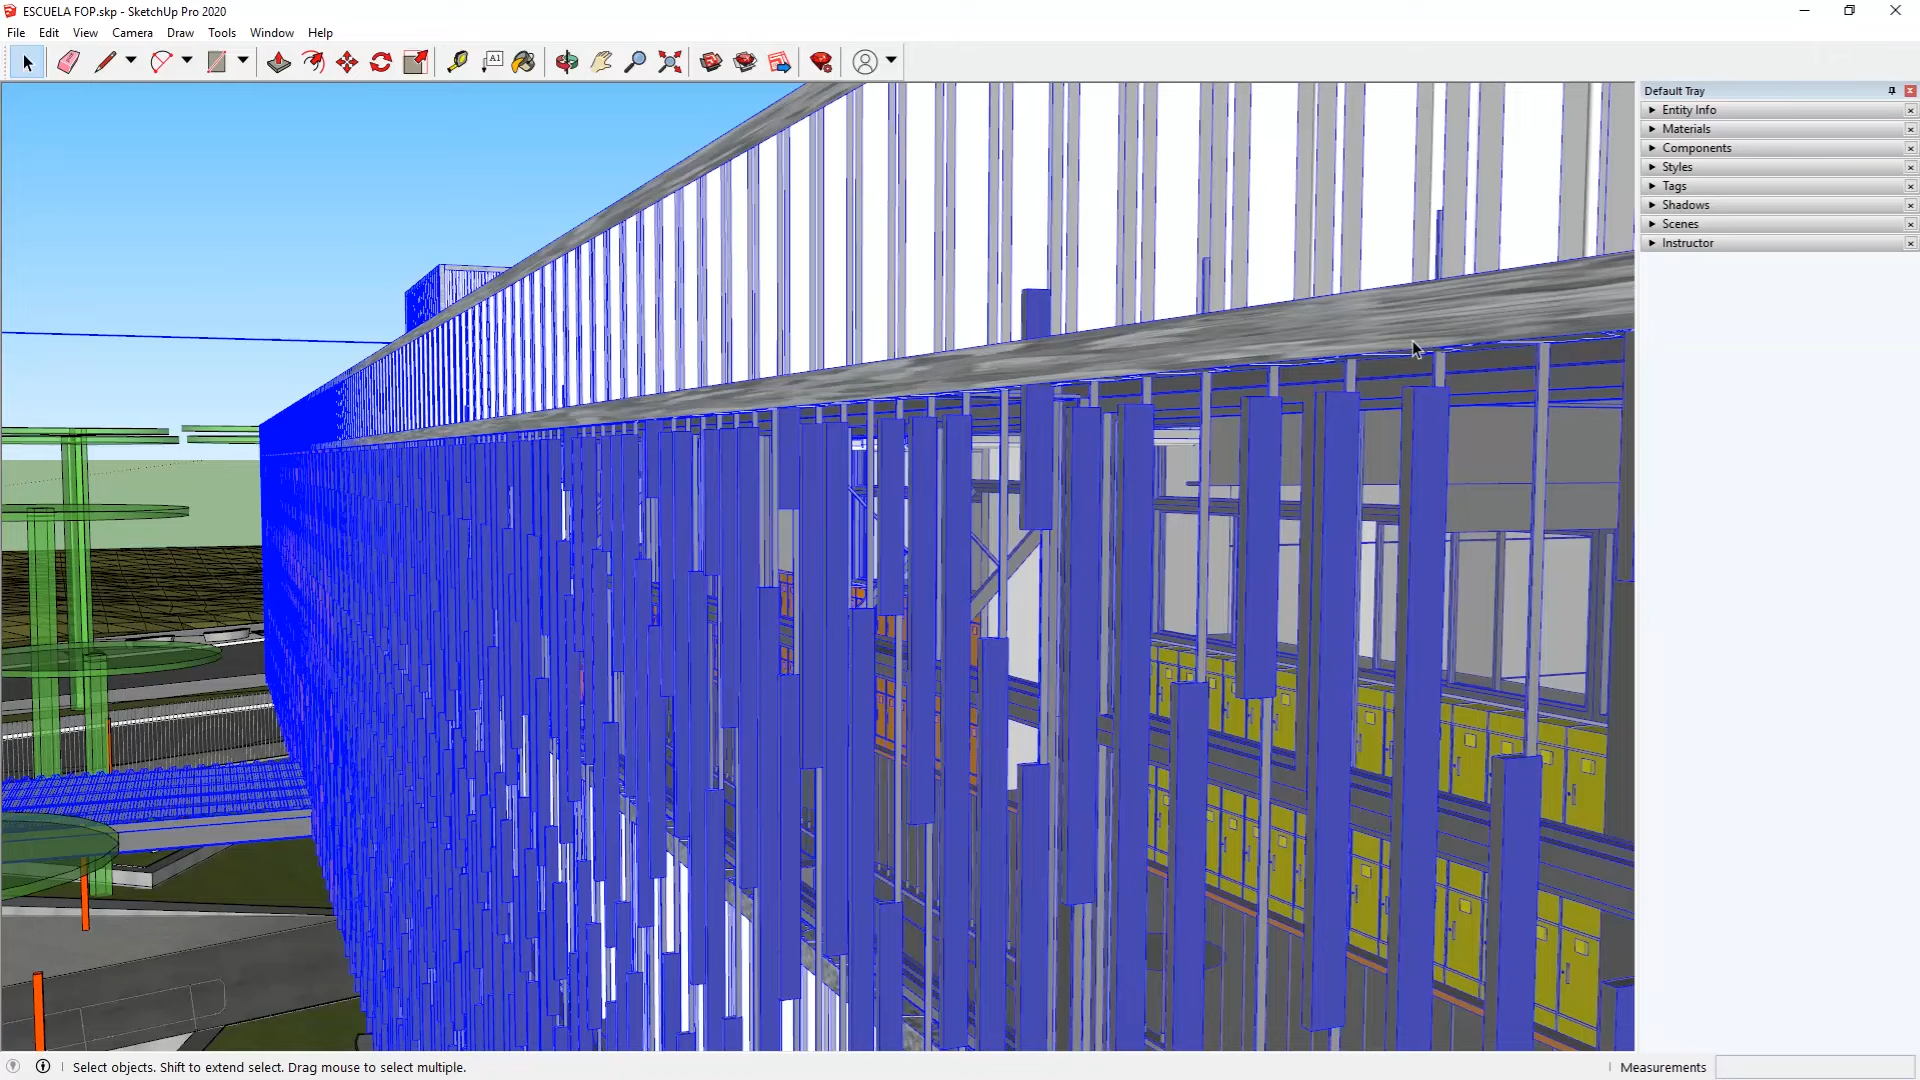 ESCUELA FOP.skp - SketchUp Pro 2020
File Edit View Camera Draw Tools Window Help
A1
Default Tray
Entity Info
Materials
Components
Styles
Tags
Shadows
Scenes
Instructor
Select objects. Shift to extend select. Drag mouse to select multiple.
Measurements